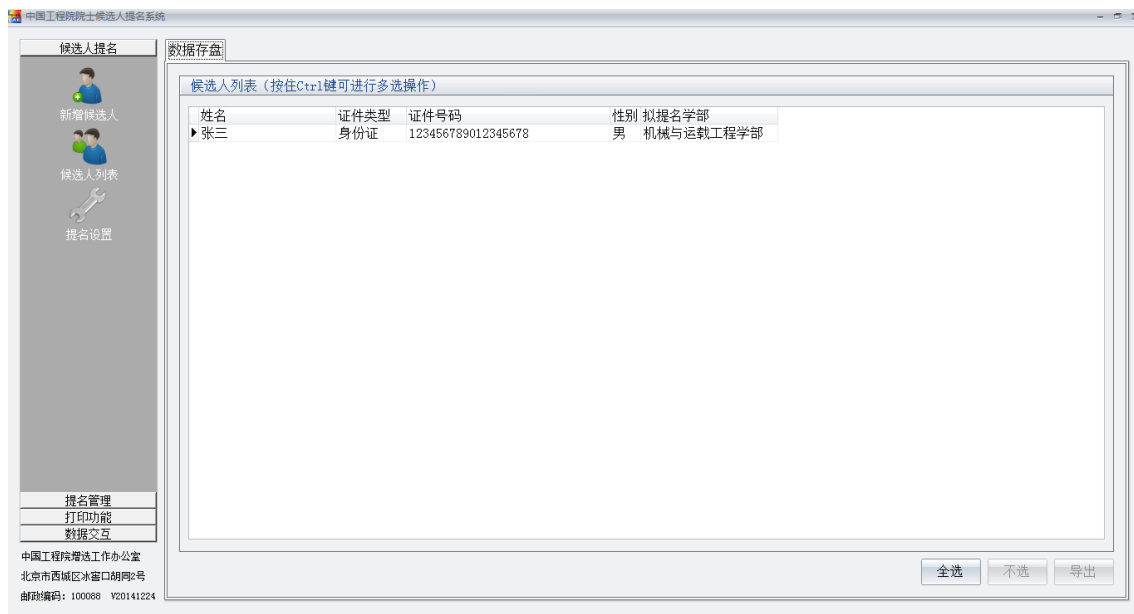 中国工程院院士候选人提名系统
候选人提名
数据存盘
新增候选人
候选人列表
提名设置
候选人列表（按住Ctrl键可进行多选操作）
姓名 证件类型 证件号码 性别 拟提名学部
张三 身份证 123456789012345678 男 机械与运载工程学部
提名管理
打印功能
数据交互
中国工程院增选工作办公室
北京市西城区冰窖口胡同2号
邮政编码：100088 V20141224
全选 不选 导出